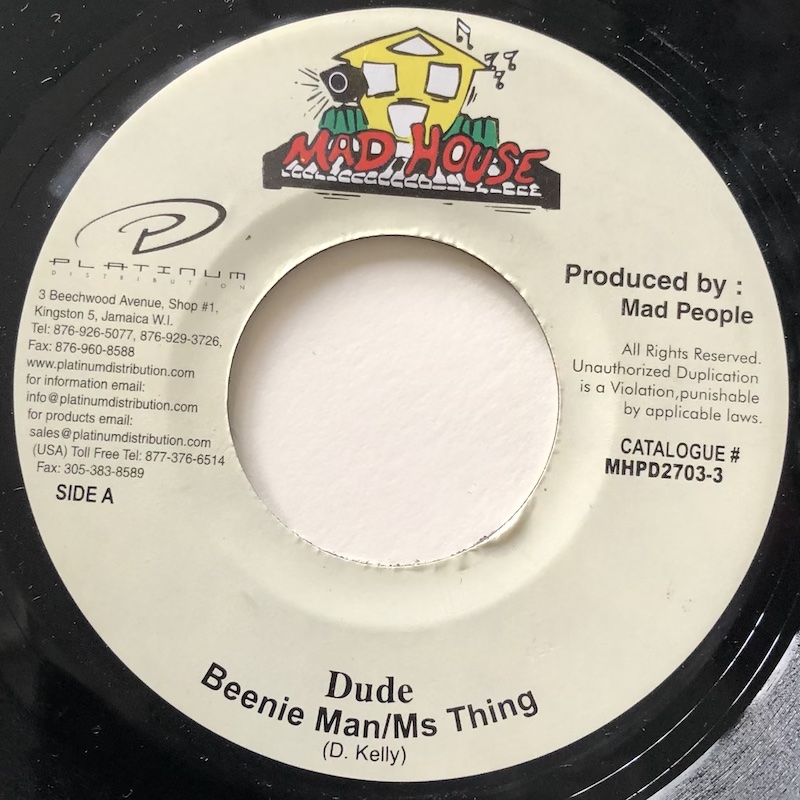 MAD HOUSE
PLATINUM
DISTRIBUTION
3 Beechwood Avenue, Shop #1,
Kingston 5, Jamaica W.I.
Tel: 876-926-5077, 876-929-3726,
Fax: 876-960-8588
www.platinumdistribution.com
for information email:
info@platinumdistribution.com
for products email:
sales@platinumdistribution.com
(USA) Toll Free Tel: 877-376-6514
Fax: 305-383-8589
SIDE A
Produced by :
Mad People
All Rights Reserved.
Unauthorized Duplication
is a Violation,punishable
by applicable laws.
CATALOGUE #
MHPD2703-3
Dude
Beenie Man/Ms Thing
(D. Kelly)